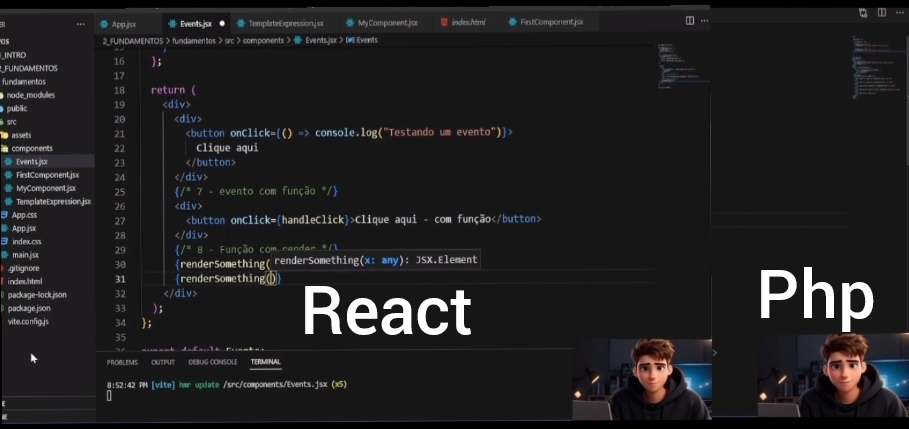 App.jsx
Events.jsx
TemplateExpression.jsx
MyComponent.jsx
index.html
FirstComponent.jsx
2_FUNDAMENTOS > fundamentos > src > components > Events.jsx > Events
_INTRO
_FUNDAMENTOS
fundamentos
node_modules
public
src
assets
components
Events.jsx
FirstComponent.jsx
MyComponent.jsx
TemplateExpression.jsx
App.css
App.jsx
index.css
main.jsx
.gitignore
index.html
package-lock.json
package.json
vite.config.js
16 };
17
18 return (
19 <div>
20 <div>
21 <button onClick={() => console.log("Testando um evento")}>
22 Clique aqui
23 </button>
24 </div>
25 {/* 7 - evento com função */}
26 <div>
27 <button onClick={handleClick}>Clique aqui - com função</button>
28 </div>
29 {/* 8 - Função com render */}
30 {renderSomething(
renderSomething(x: any): JSX.Element
31 {renderSomething()}
32 </div>
33 );
34 };
35
export default Events;
React
Php
PROBLEMS OUTPUT DEBUG CONSOLE TERMINAL
8:52:42 PM [vite] hmr update /src/components/Events.jsx (x5)